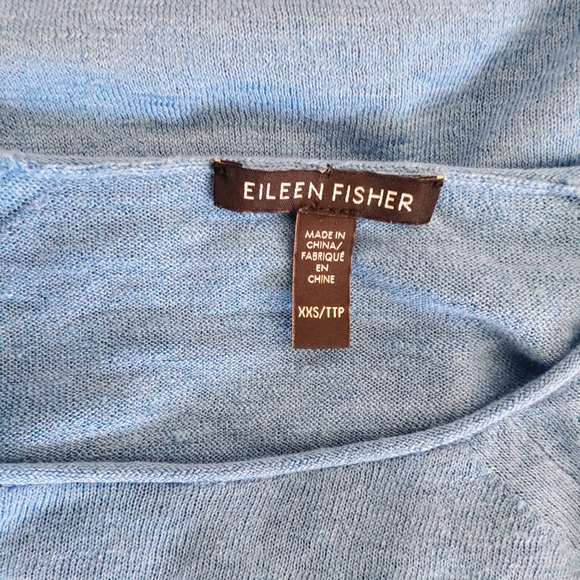 EILEEN FISHER
MADE IN
CHINA/
FABRIQUÉ
EN
CHINE
XXS/TTP